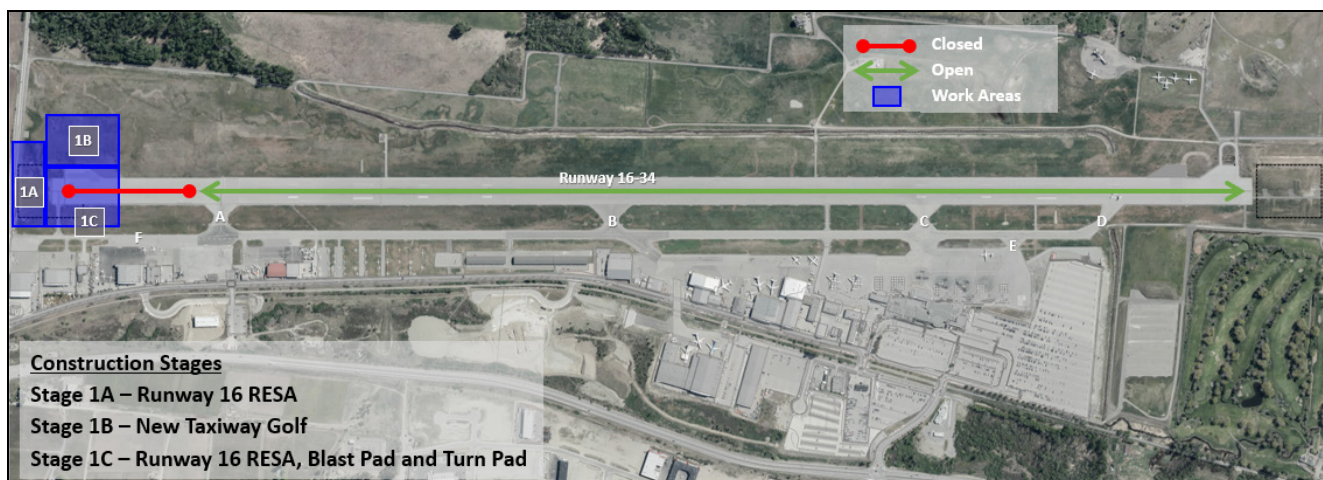 Closed
Open
Work Areas
1B
1A
Runway 16-34
1C
A
B
C
D
F
E
Construction Stages
Stage 1A – Runway 16 RESA
Stage 1B – New Taxiway Golf
Stage 1C – Runway 16 RESA, Blast Pad and Turn Pad